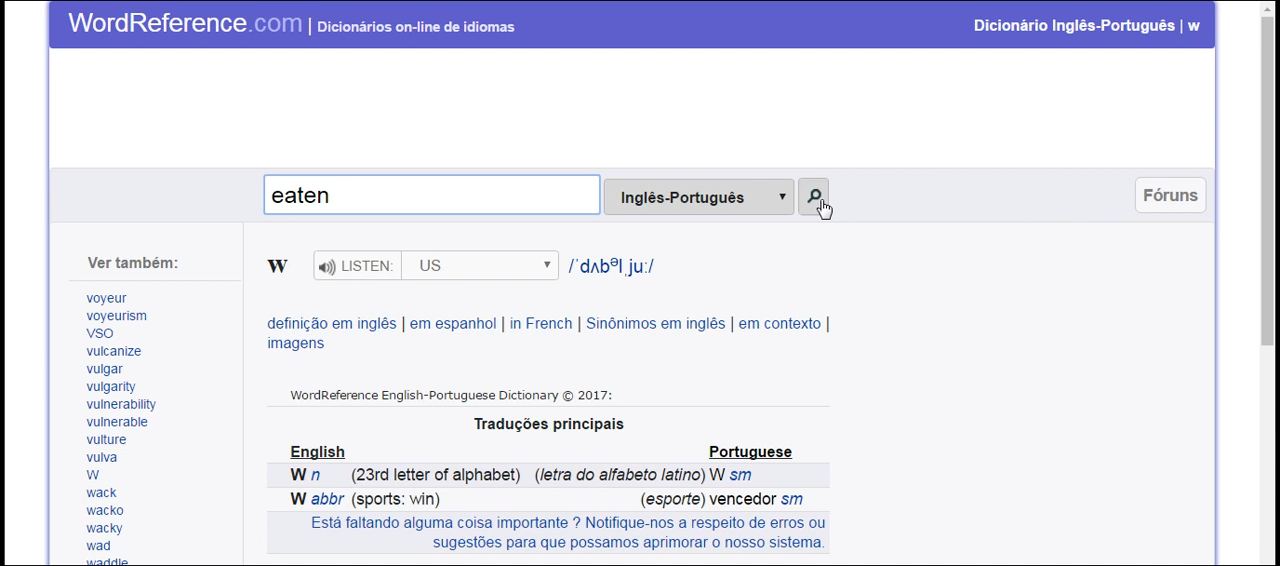 WordReference.com | Dicionários on-line de idiomas
Dicionário Inglês-Português | w
eaten
Inglês-Português
Fóruns
Ver também:
voyeur
voyeurism
VSO
vulcanize
vulgar
vulgarity
vulnerability
vulnerable
vulture
vulva
W
wack
wacko
wacky
wad
waddle
w
LISTEN:
US
/ˈdʌbᵊlˌjuː/
definição em inglês | em espanhol | in French | Sinônimos em inglês | em contexto |
imagens
WordReference English-Portuguese Dictionary © 2017:
Traduções principais
English Portuguese
W n (23rd letter of alphabet) (letra do alfabeto latino) W sm
W abbr (sports: win) (esporte) vencedor sm
Está faltando alguma coisa importante ? Notifique-nos a respeito de erros ou
sugestões para que possamos aprimorar o nosso sistema.